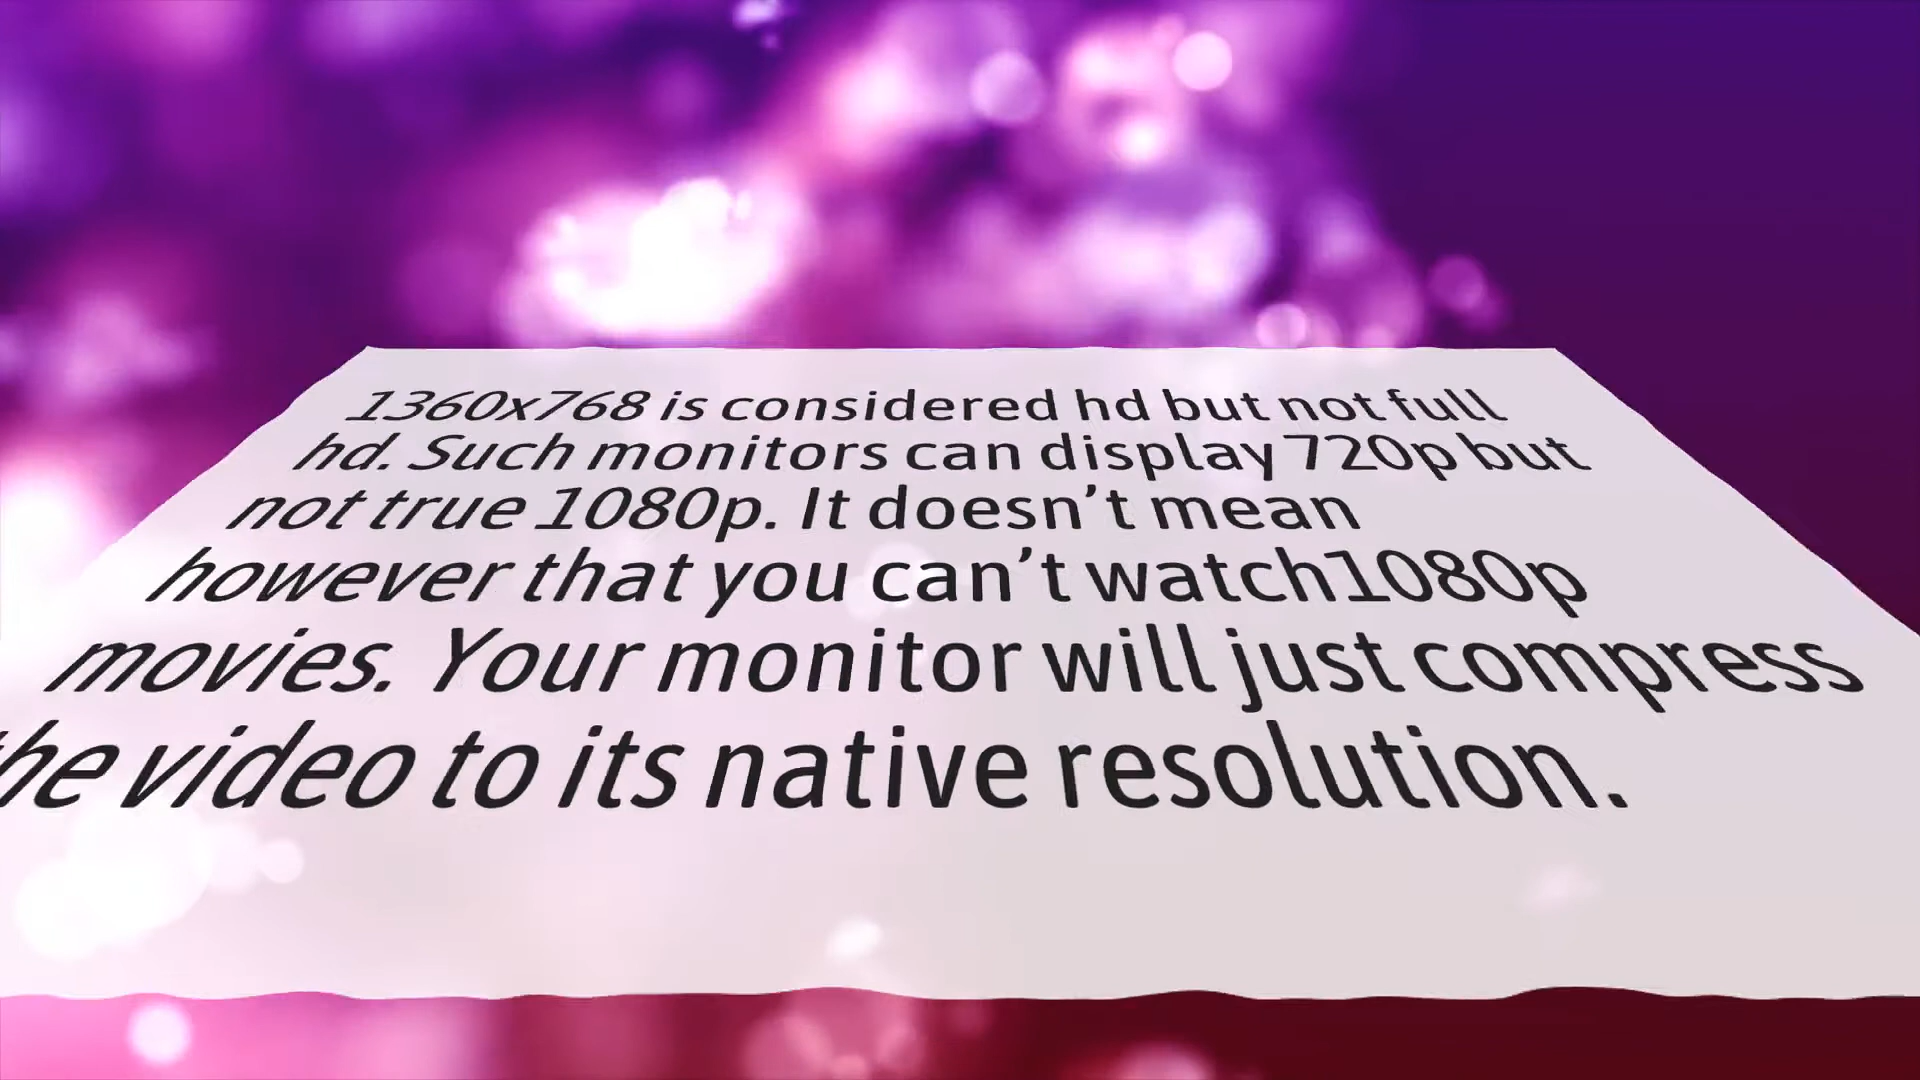 1360x768 is considered hd but not full
hd. Such monitors can display 720p but
not true 1080p. It doesn’t mean
however that you can’t watch1080p
movies. Your monitor will just compress
the video to its native resolution.